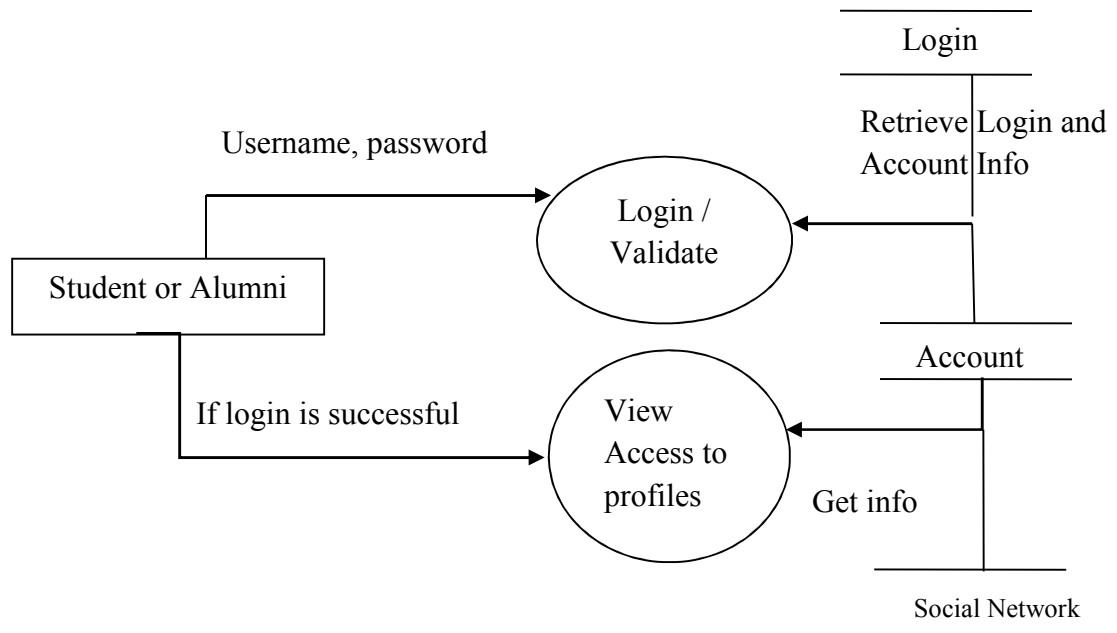 Login
Retrieve Login and
Account Info
Username, password
Login /
Validate
Student or Alumni
Account
If login is successful
View
Access to
profiles
Get info
Social Network